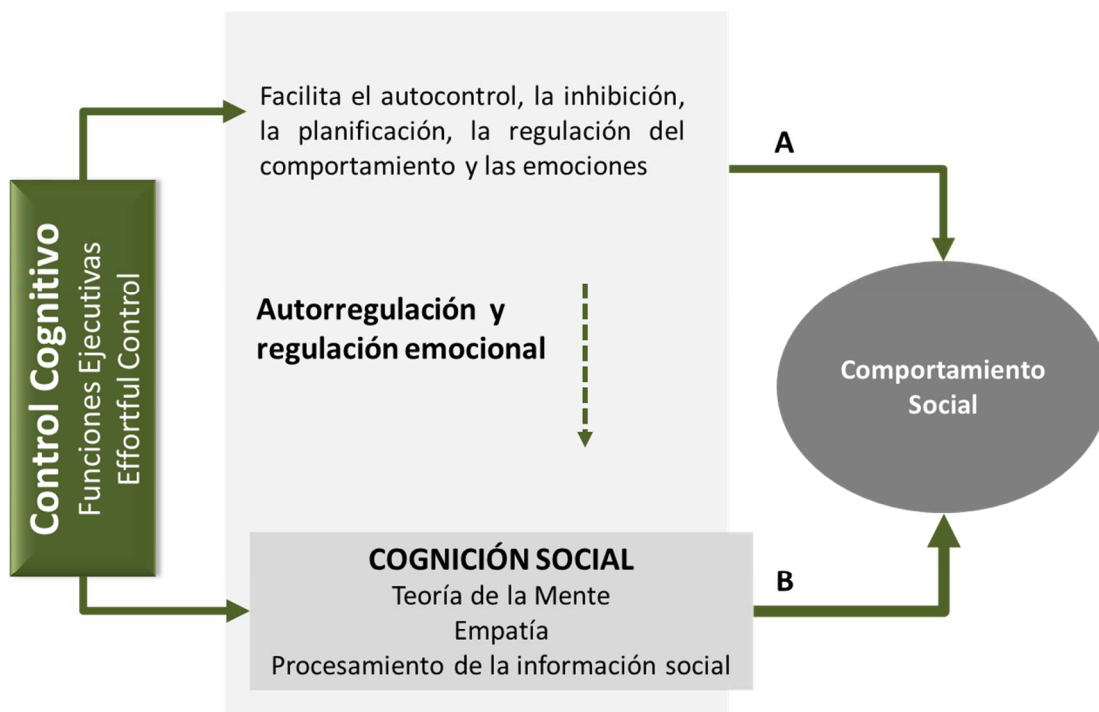 Control Cognitivo
Funciones Ejecutivas
Effortful Control
Facilita el autocontrol, la inhibición,
la planificación, la regulación del
comportamiento y las emociones
Autorregulación y
regulación emocional
COGNICIÓN SOCIAL
Teoría de la Mente
Empatía
Procesamiento de la información social
A
B
Comportamiento
Social